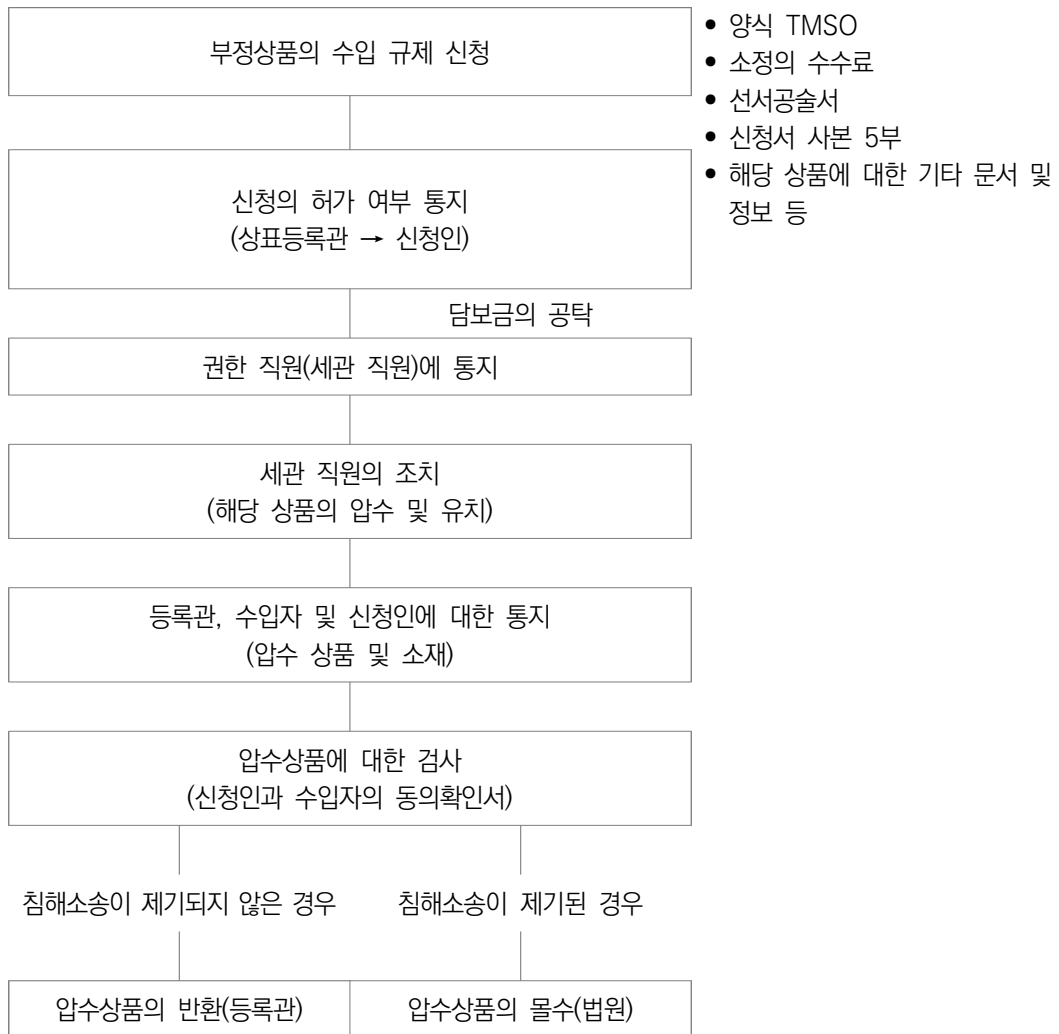 부정상품의 수입 규제 신청
• 양식 TMSO
• 소정의 수수료
• 선서공술서
• 신청서 사본 5부
• 해당 상품에 대한 기타 문서 및
정보 등
신청의 허가 여부 통지
(상표등록관 → 신청인)
담보금의 공탁
권한 직원(세관 직원)에 통지
세관 직원의 조치
(해당 상품의 압수 및 유치)
등록관, 수입자 및 신청인에 대한 통지
(압수 상품 및 소재)
압수상품에 대한 검사
(신청인과 수입자의 동의확인서)
침해소송이 제기되지 않은 경우
침해소송이 제기된 경우
압수상품의 반환(등록관)
압수상품의 몰수(법원)